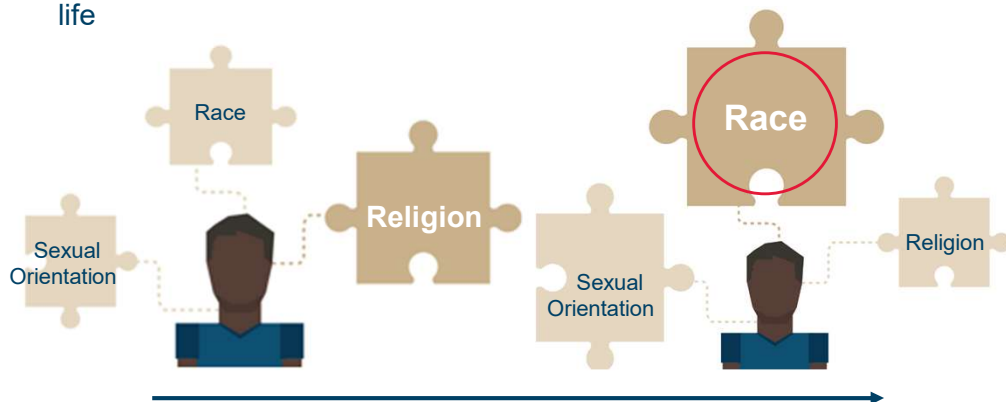 life
Race
Religion
Sexual
Orientation
Race
Religion
Sexual
Orientation